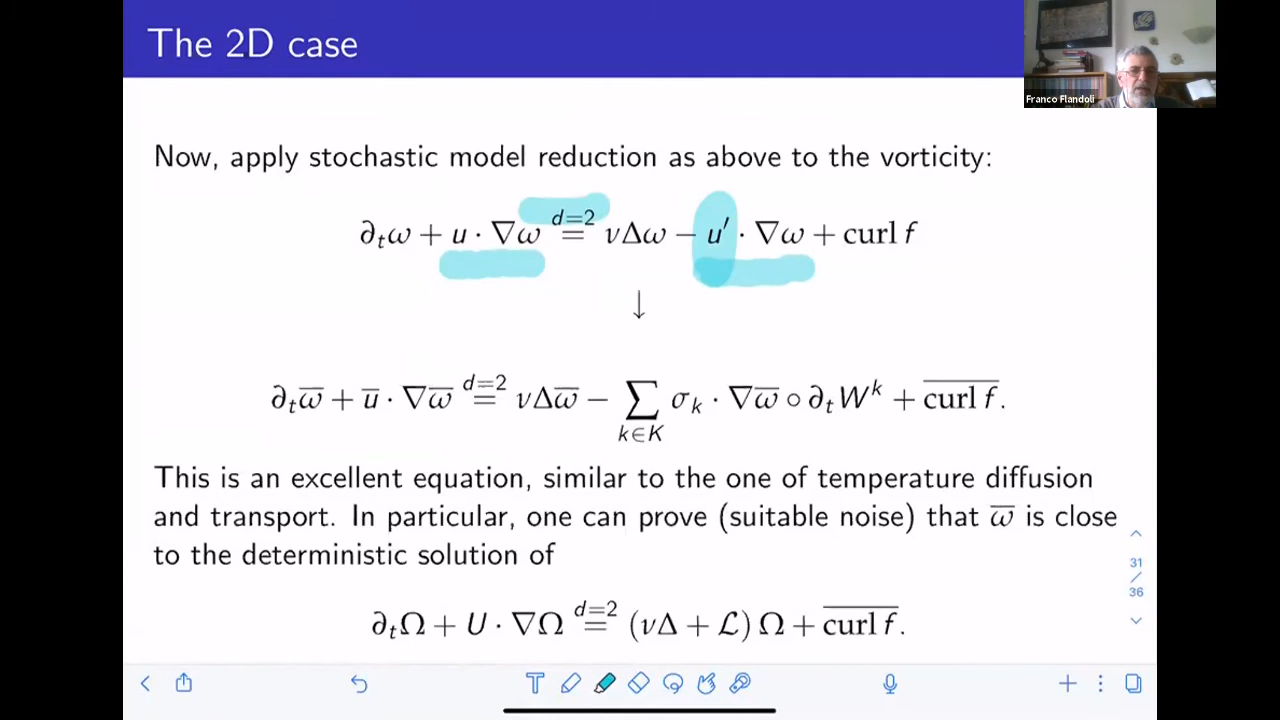 The 2D case
Franco Flandoli
Now, apply stochastic model reduction as above to the vorticity:
∂ₜω + u · ∇ω d=2 = νΔω − u′ · ∇ω + curl f
↓
∂ₜω̅ + u̅ · ∇ω̅ d=2 = νΔω̅ − ∑ σₖ · ∇ω̅ ∘ ∂ₜWᵏ + c̅u̅r̅l̅ ̅f̅.
k∈K
This is an excellent equation, similar to the one of temperature diffusion
and transport. In particular, one can prove (suitable noise) that ω̅ is close
to the deterministic solution of
∂ₜΩ + U · ∇Ω d=2 = (νΔ + ℒ) Ω + c̅u̅r̅l̅ ̅f̅.
31
/
36
T